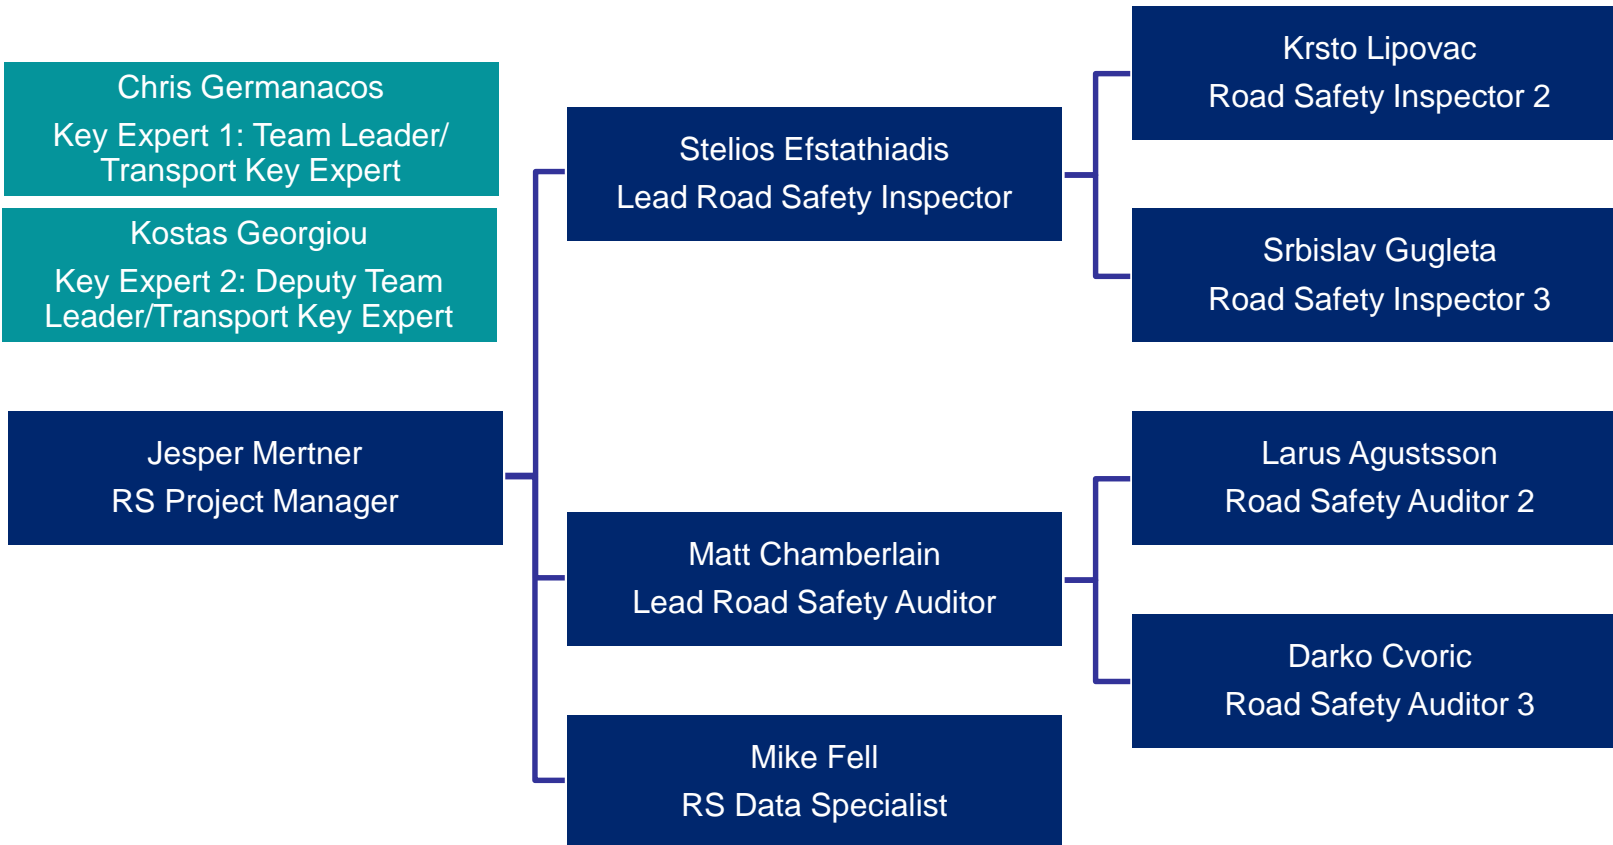 Chris Germanacos
Key Expert 1: Team Leader/
Transport Key Expert
Kostas Georgiou
Key Expert 2: Deputy Team
Leader/Transport Key Expert
Jesper Mertner
RS Project Manager
Stelios Efstathiadis
Lead Road Safety Inspector
Matt Chamberlain
Lead Road Safety Auditor
Mike Fell
RS Data Specialist
Krsto Lipovac
Road Safety Inspector 2
Srbislav Gugleta
Road Safety Inspector 3
Larus Agustsson
Road Safety Auditor 2
Darko Cvoric
Road Safety Auditor 3